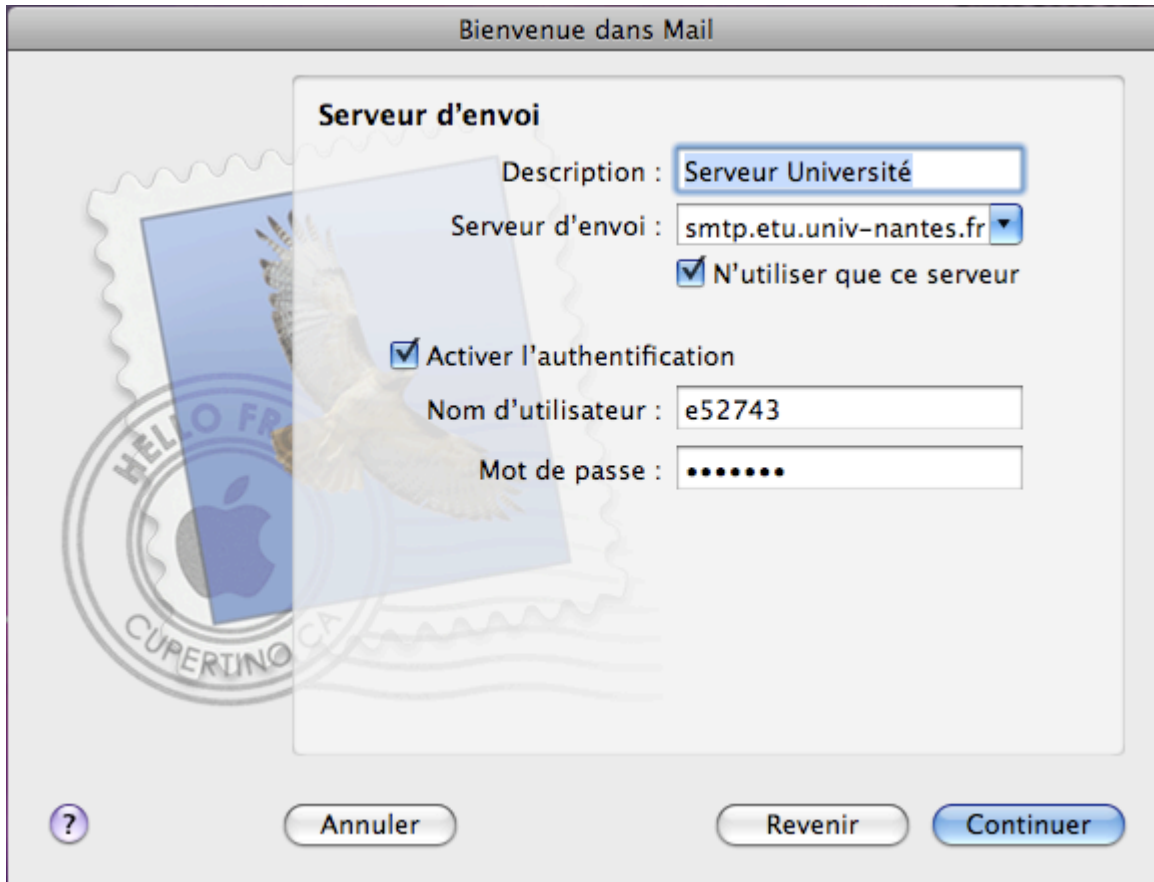 Bienvenue dans Mail
Serveur d'envoi
Description : Serveur Université
Serveur d'envoi : smtp.etu.univ-nantes.fr
N'utiliser que ce serveur
Activer l'authentification
Nom d'utilisateur : e52743
Mot de passe : •••••••
HELLO FR
CUPERTINO CA
? Annuler Revenir Continuer